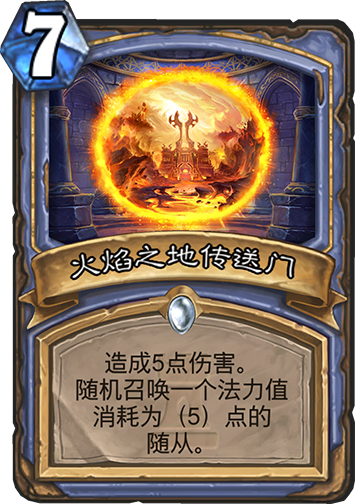 7
火焰之地传送门
造成5点伤害。
随机召唤一个法力值
消耗为（5）点的
随从。